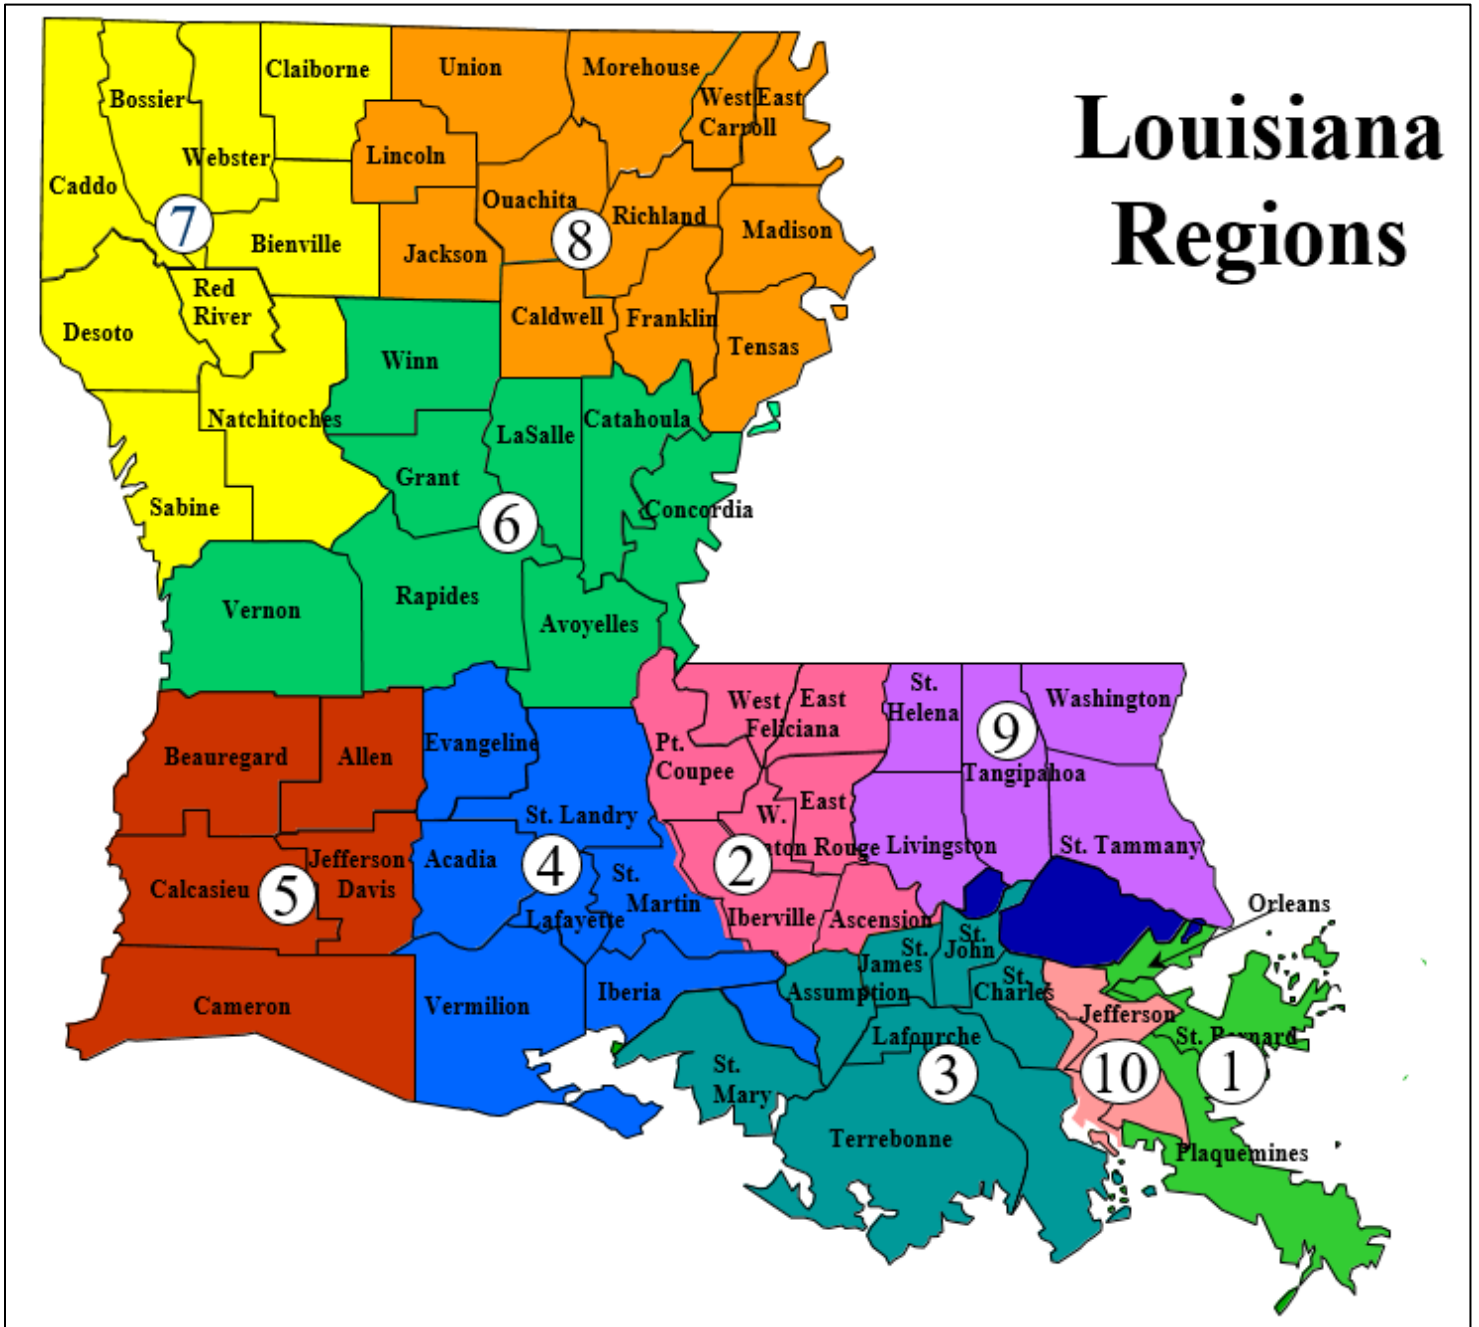 Louisiana
Regions
Claiborne
Union
Morehouse
Bossier
West East
Carroll
Webster
Lincoln
Caddo
Ouachita
Richland
Madison
7
8
Bienville
Jackson
Red
River
Caldwell
Franklin
Desoto
Tensas
Winn
Natchitoches
LaSalle
Catahoula
Grant
Sabine
Concordia
6
Vernon
Rapides
Avoyelles
St.
Helena
Washington
West East
Feliciana
9
Pt.
Coupee
Tangipahoa
Beauregard
Allen
Evangeline
W. East
St. Landry
ton Rouge
Livingston
St. Tammany
Acadia
4
2
Jefferson
Davis
Calcasieu
5
St.
Martin
Lafayette
Iberville
Ascension
Orleans
St.
James
St.
John
St.
Charles
Assumption
Cameron
Vermilion
Iberia
Jefferson
Lafourche
St. B rnard
3
10
1
St.
Mary
Terrebonne
Plaquemines